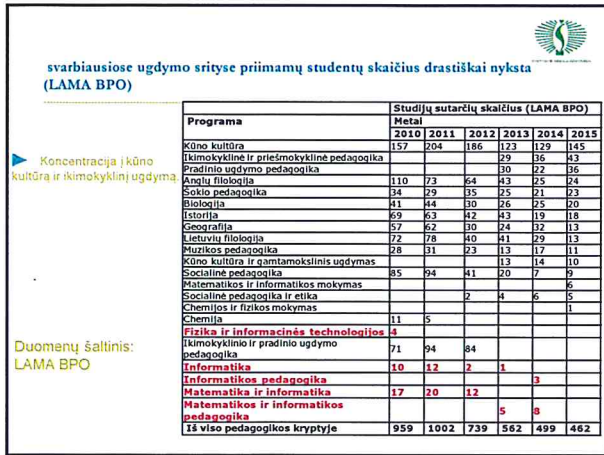 svarbiausiose ugdymo srityse priimamų studentų skaičius drastiškai nyksta
(LAMA BPO)
Koncentracija į kūno
kultūrą ir ikimokyklinį ugdymą.
Duomenų šaltinis:
LAMA BPO
Studijų sutarčių skaičius (LAMA BPO)
Programa Metai
2010 2011 2012 2013 2014 2015
Kūno kultūra 157 204 186 123 129 145
Ikimokyklinė ir priešmokyklinė pedagogika 29 36 43
Pradinio ugdymo pedagogika 30 22 36
Anglų filologija 110 73 64 43 25 24
Šokio pedagogika 34 29 35 25 21 23
Biologija 41 44 30 26 25 20
Istorija 69 63 42 43 19 18
Geografija 57 62 30 24 32 13
Lietuvių filologija 72 78 40 41 29 13
Muzikos pedagogika 28 31 23 13 17 11
Kūno kultūra ir gamtamokslinis ugdymas 13 14 10
Socialinė pedagogika 85 94 41 20 7 9
Matematikos ir informatikos mokymas 6
Socialinė pedagogika ir etika 2 4 6 5
Chemijos ir fizikos mokymas 1
Chemija 11 5
Fizika ir informacinės technologijos 4
Ikimokyklinio ir pradinio ugdymo
pedagogika 71 94 84
Informatika 10 12 2 1
Informatikos pedagogika 3
Matematika ir informatika 17 20 12
Matematikos ir informatikos
pedagogika 5 8
Iš viso pedagogikos kryptyje 959 1002 739 562 499 462